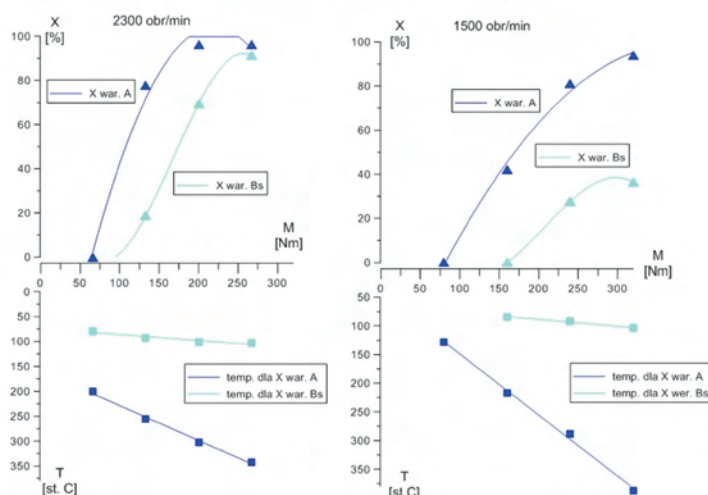 X
[%]
2300 obr/min
100
80
60
40
20
0
X war. A
X war. Bs
M
[Nm]
0 50 100 150 200 250 300
50
100
150
200
250
300
350
temp. dla X war. A
temp. dla X war. Bs
T
[st. C]
X
[%]
1500 obr/min
100
80
60
40
20
0
X war. A
X war. Bs
M
[Nm]
0 50 100 150 200 250 300
50
100
150
200
250
300
350
temp. dla X war. A
temp. dla X wer. Bs
T
[st. C]